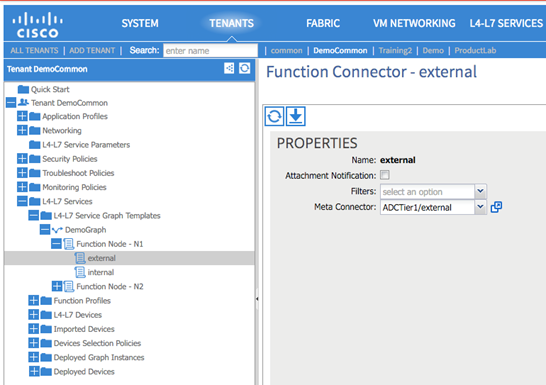 CISCO
SYSTEM TENANTS FABRIC VM NETWORKING L4-L7 SERVICES
ALL TENANTS | ADD TENANT | Search: enter name | common | DemoCommon | Training2 | Demo | ProductLab
Tenant DemoCommon
Quick Start
Tenant DemoCommon
Application Profiles
Networking
L4-L7 Service Parameters
Security Policies
Troubleshoot Policies
Monitoring Policies
L4-L7 Services
L4-L7 Service Graph Templates
DemoGraph
Function Node - N1
external
internal
Function Node - N2
Function Profiles
L4-L7 Devices
Imported Devices
Devices Selection Policies
Deployed Graph Instances
Deployed Devices
Function Connector - external
PROPERTIES
Name: external
Attachment Notification:
Filters: select an option
Meta Connector: ADCTier1/external